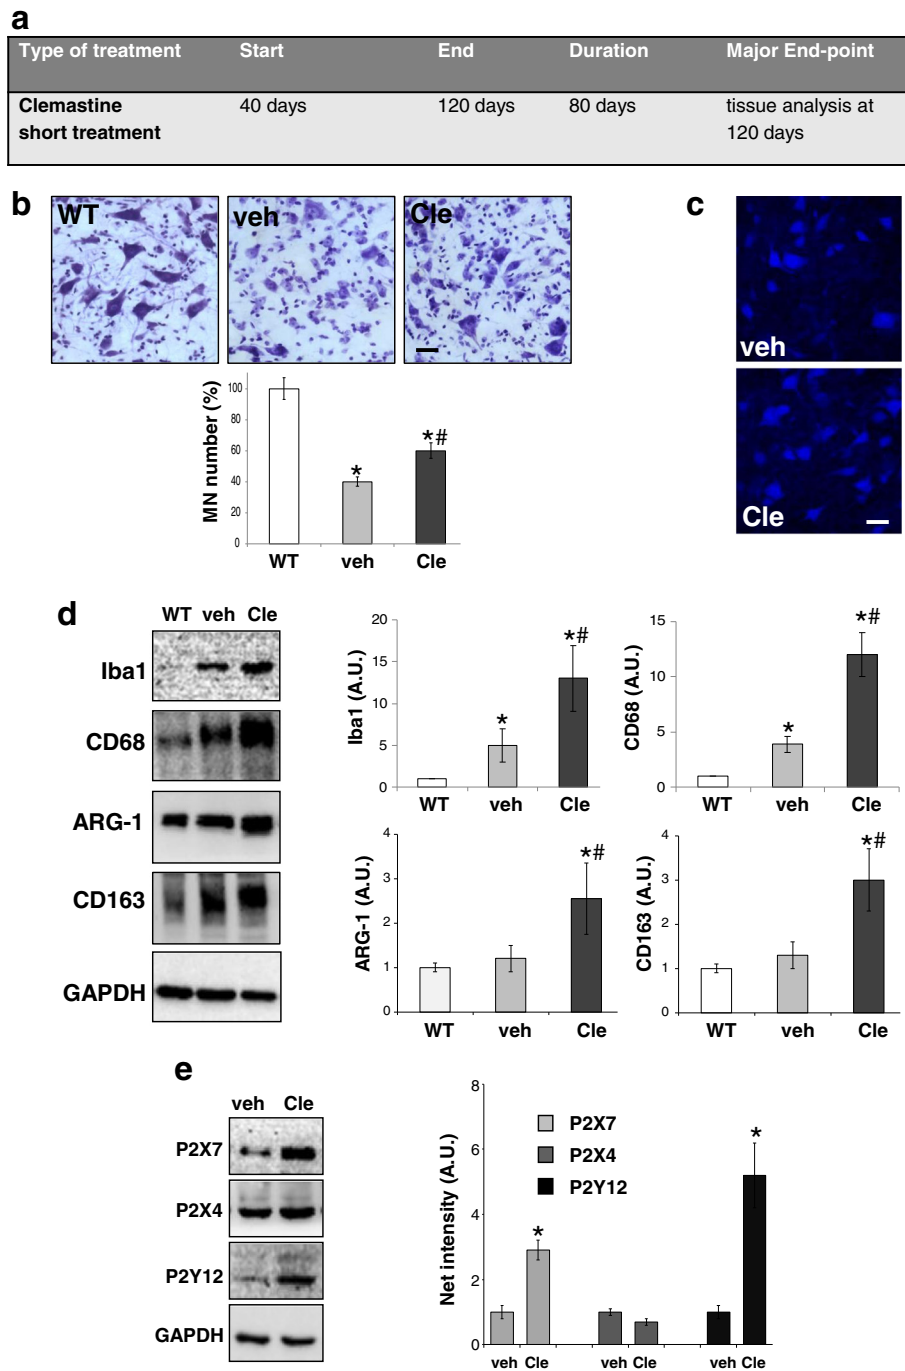 a
Type of treatment Start End Duration Major End-point
Clemastine 40 days 120 days 80 days tissue analysis at
short treatment 120 days
b
WT veh Cle
c
veh
Cle
MN number (%)
100
80
60
40
20
0
* *#
WT veh Cle
d
WT veh Cle
Iba1
CD68
ARG-1
CD163
GAPDH
Iba1 (A.U.)
20
15
10
5
0
* *#
WT veh Cle
CD68 (A.U.)
15
10
5
0
* *#
WT veh Cle
ARG-1 (A.U.)
4
3
2
1
0
*#
WT veh Cle
CD163 (A.U.)
4
3
2
1
0
*#
WT veh Cle
e
veh Cle
P2X7
P2X4
P2Y12
GAPDH
Net intensity (A.U.)
8
6
4
2
0
P2X7
P2X4
P2Y12
* *
veh Cle veh Cle veh Cle